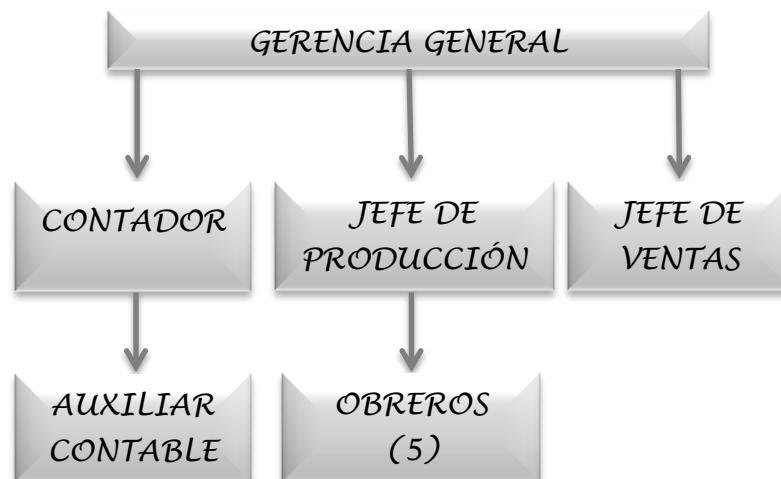 GERENCIA GENERAL
CONTADOR
JEFE DE
PRODUCCIÓN
JEFE DE
VENTAS
AUXILIAR
CONTABLE
OBREROS
(5)